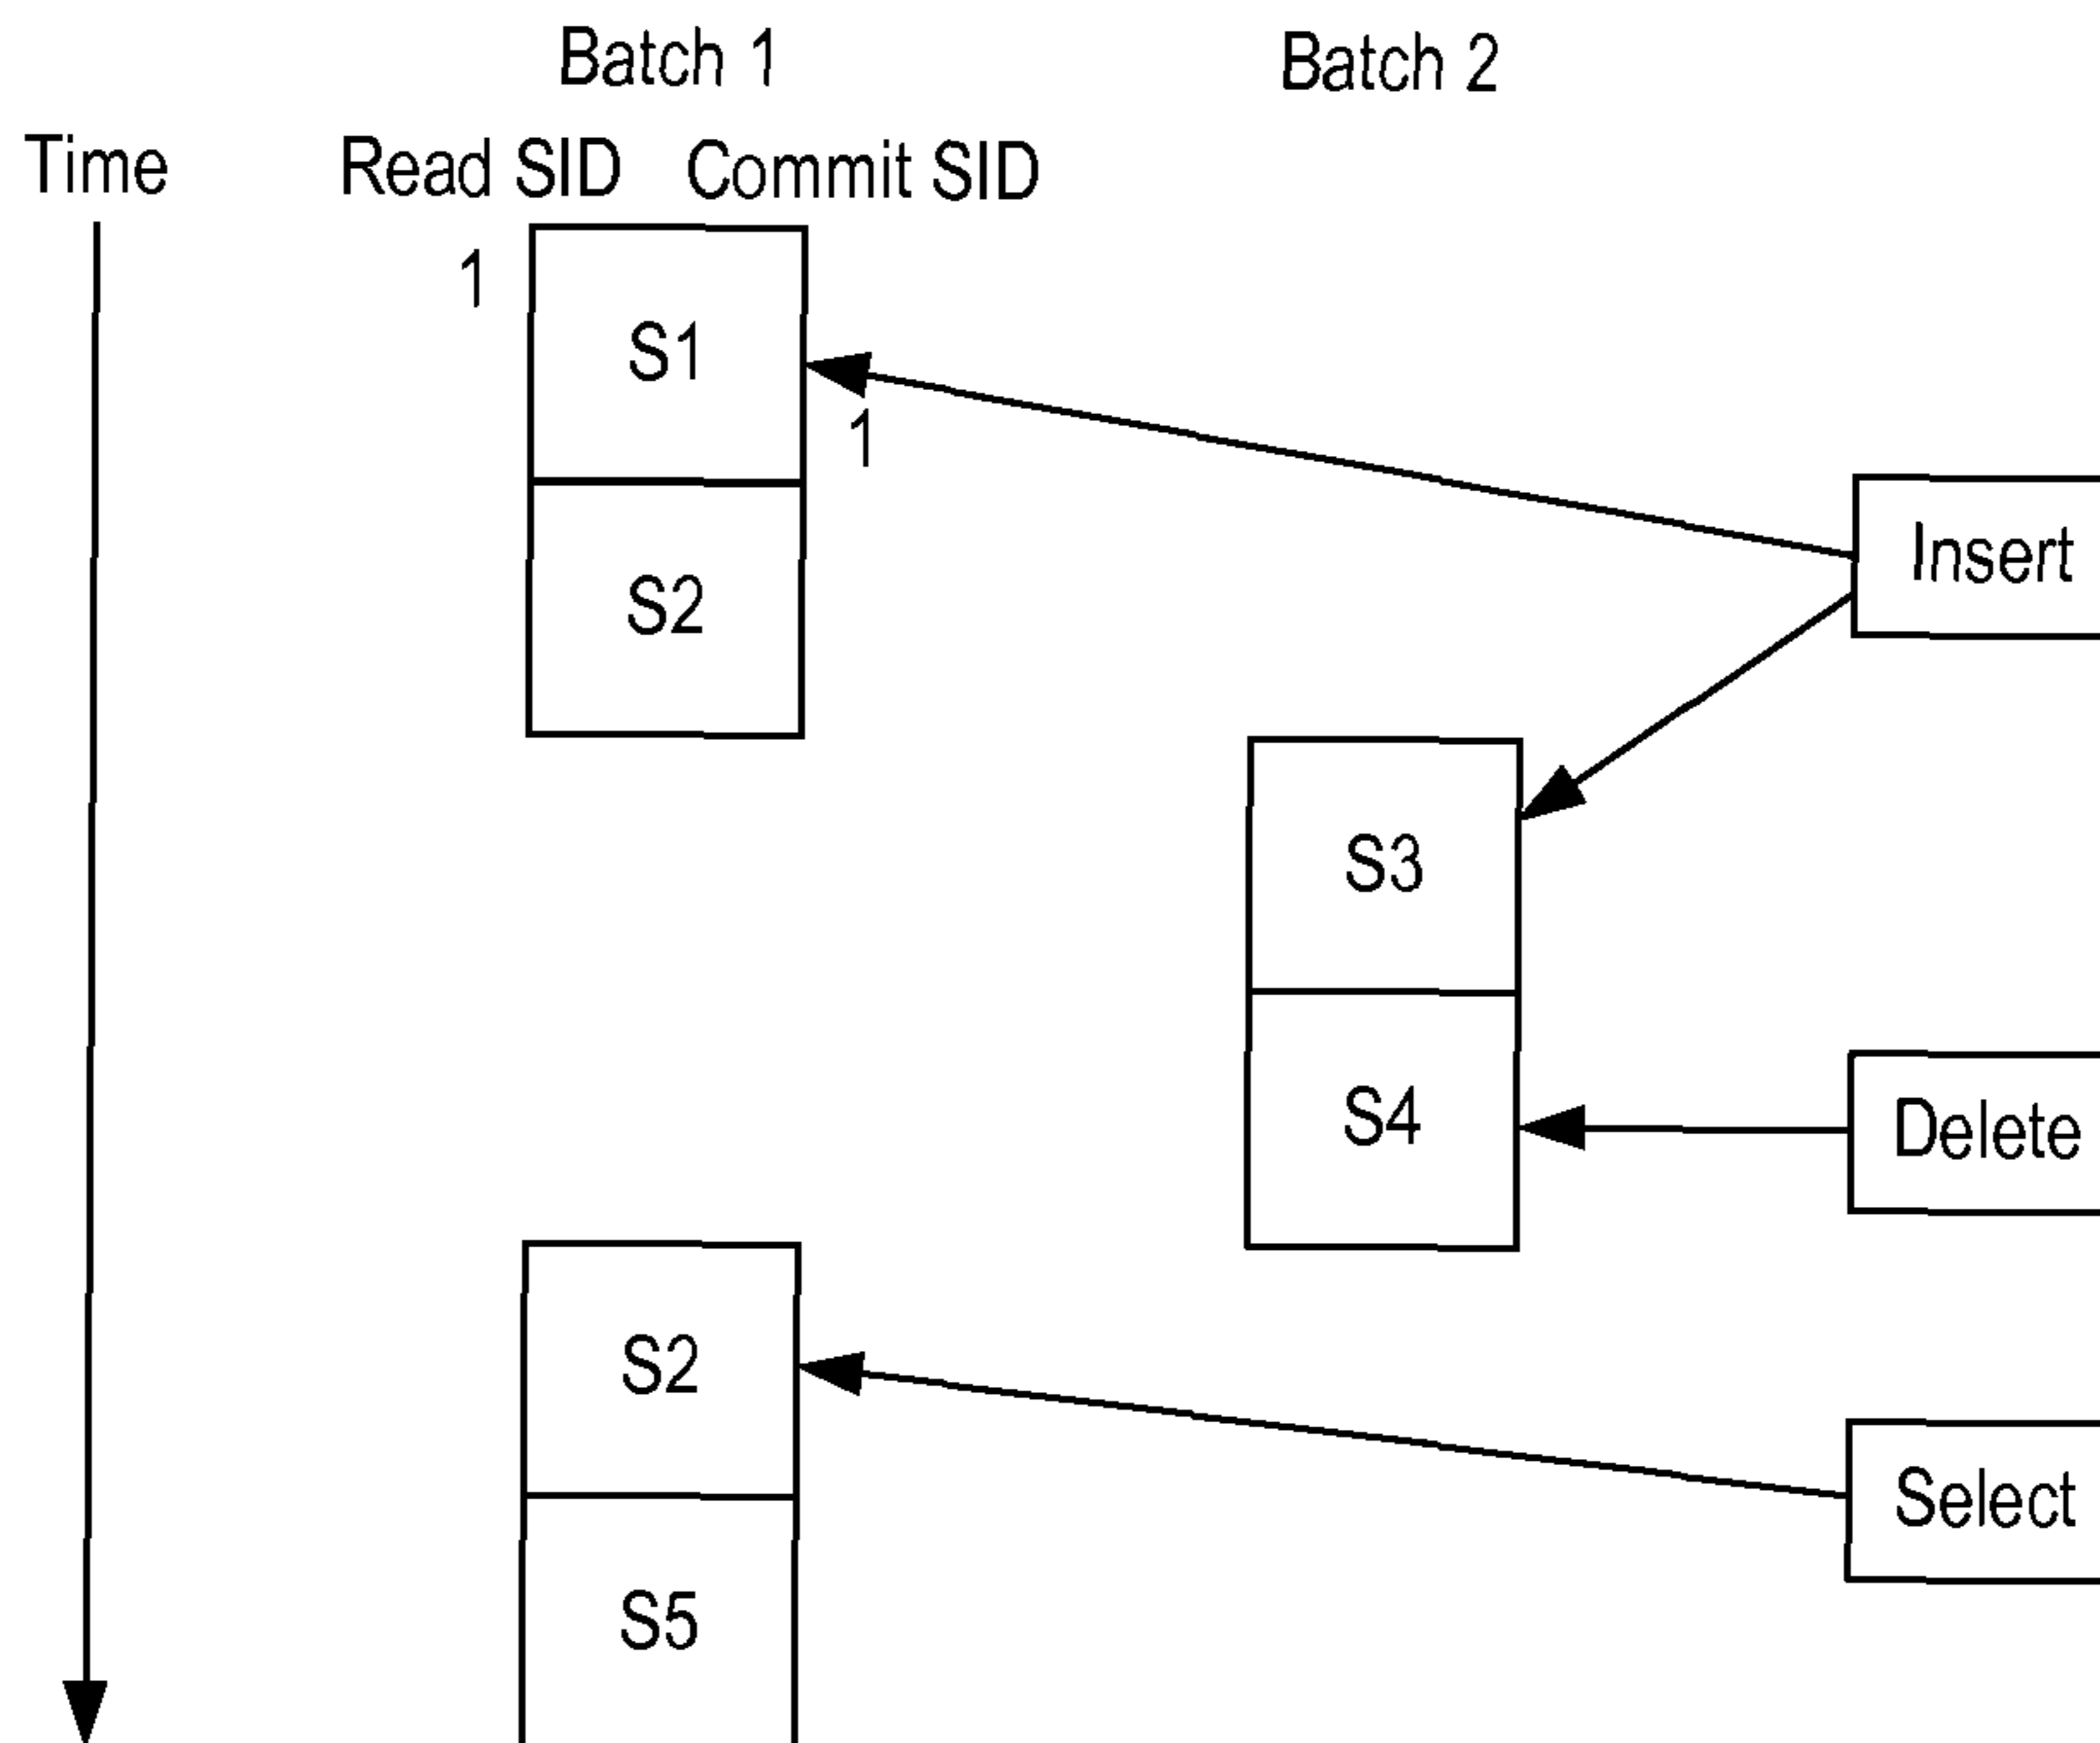 Batch 1 Batch 2
Time Read SID Commit SID
1
S1
1
Insert
S2
S3
S4 Delete
S2
Select
S5